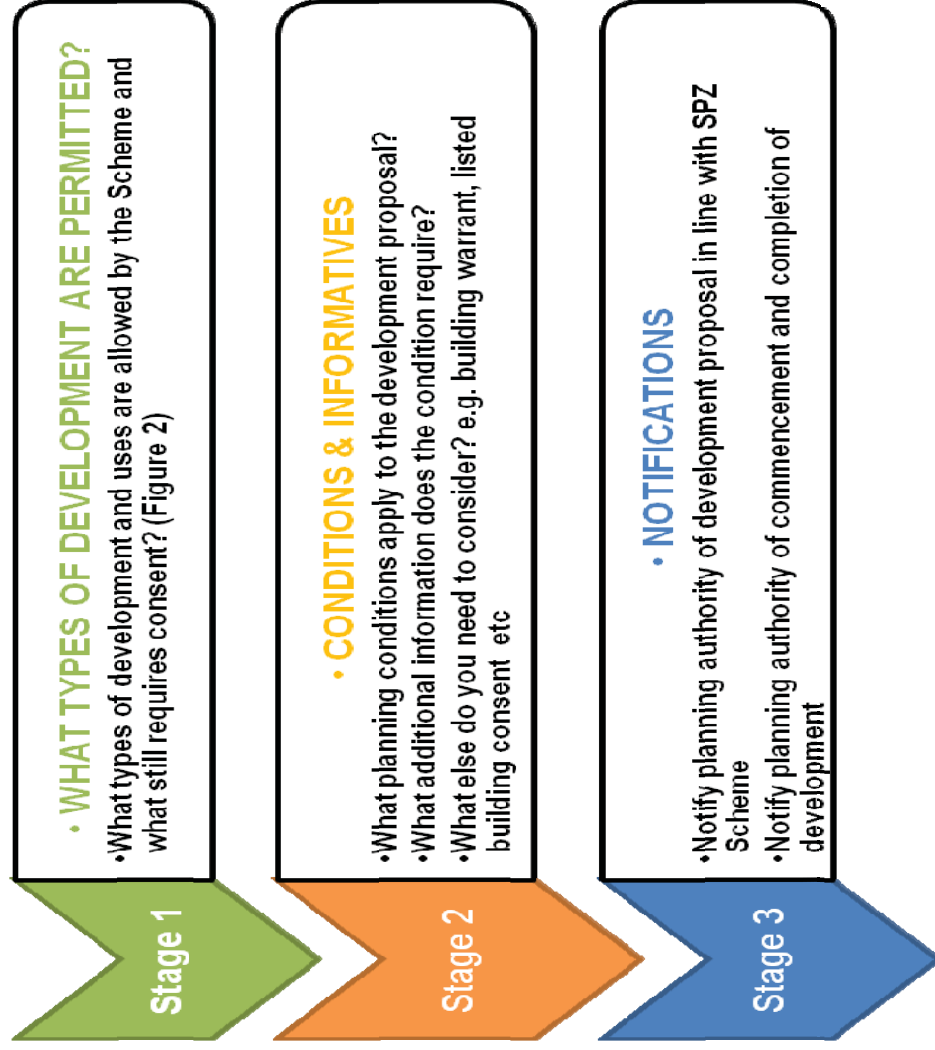 Stage 1
• WHAT TYPES OF DEVELOPMENT ARE PERMITTED?
•What types of development and uses are allowed by the Scheme and
what still requires consent? (Figure 2)
Stage 2
• CONDITIONS & INFORMATIVES
•What planning conditions apply to the development proposal?
•What additional information does the condition require?
•What else do you need to consider? e.g. building warrant, listed
building consent etc
Stage 3
• NOTIFICATIONS
•Notify planning authority of development proposal in line with SPZ
Scheme
•Notify planning authority of commencement and completion of
development